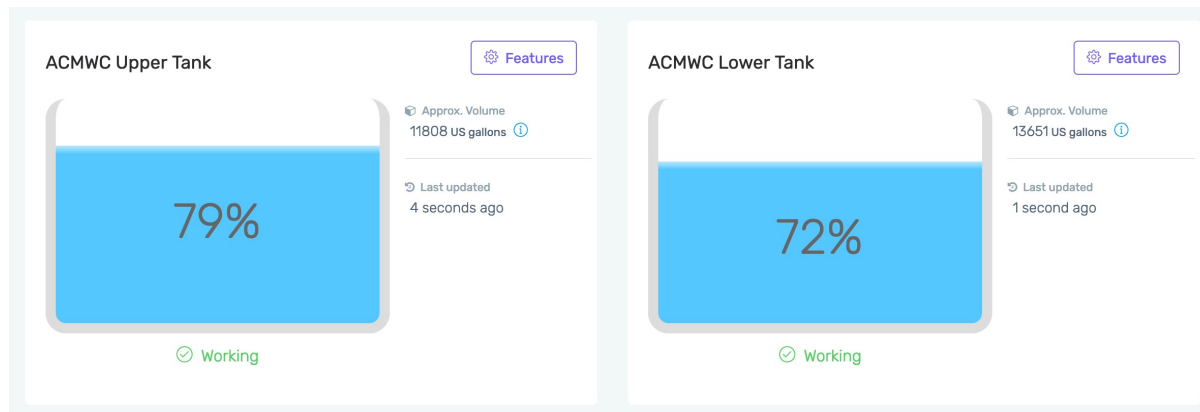 ACMWC Upper Tank
Features
Approx. Volume
11808 US gallons
Last updated
4 seconds ago
79%
Working
ACMWC Lower Tank
Features
Approx. Volume
13651 US gallons
Last updated
1 second ago
72%
Working